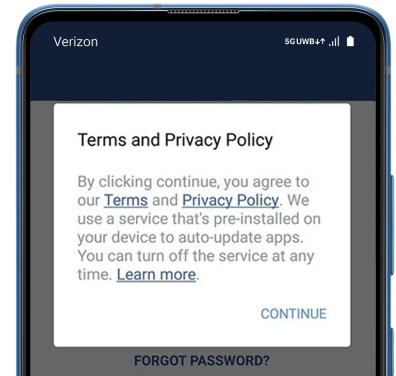 Verizon
5G UWB
Terms and Privacy Policy
By clicking continue, you agree to
our Terms and Privacy Policy. We
use a service that's pre-installed on
your device to auto-update apps.
You can turn off the service at any
time. Learn more.
CONTINUE
FORGOT PASSWORD?